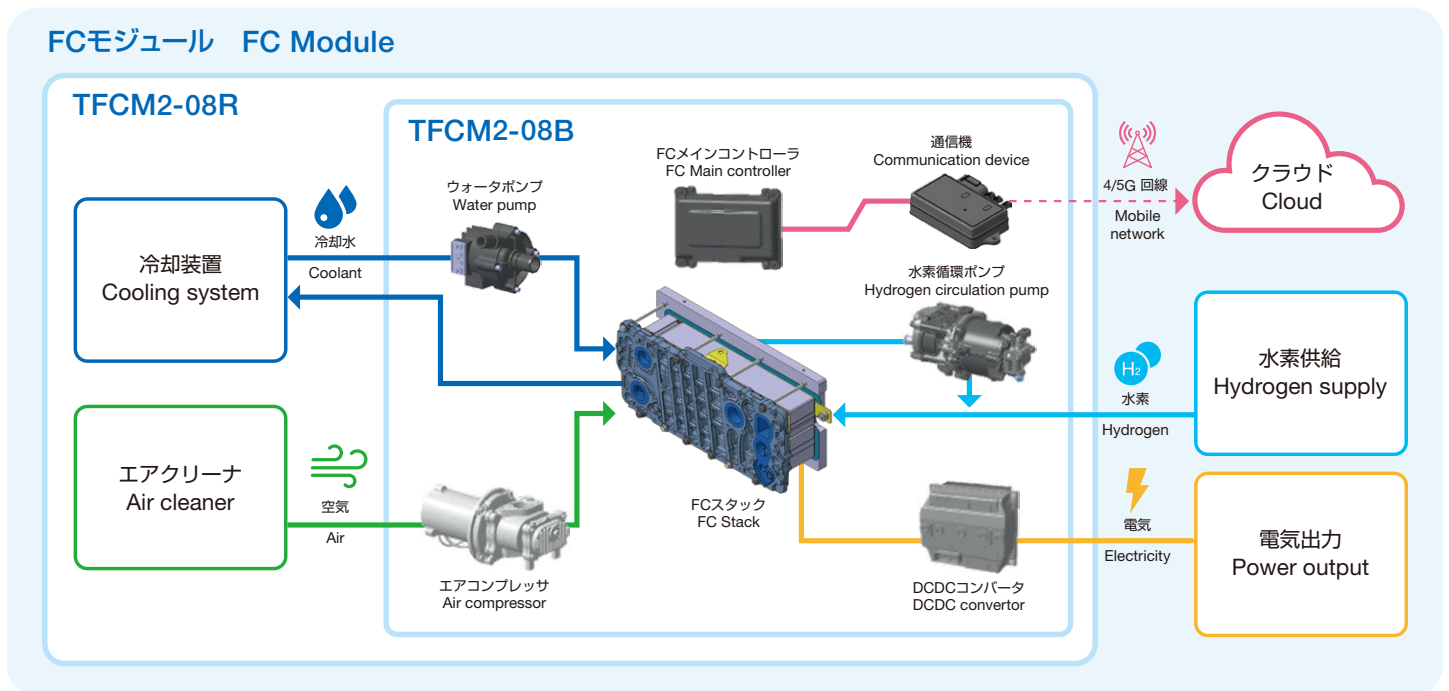 FCモジュール FC Module
TFCM2-08R
TFCM2-08B
冷却装置
Cooling system
冷却水
Coolant
ウォータポンプ
Water pump
FCメインコントローラ
FC Main controller
通信機
Communication device
4/5G 回線
Mobile
network
クラウド
Cloud
水素循環ポンプ
Hydrogen circulation pump
H2
水素
Hydrogen
水素供給
Hydrogen supply
エアクリーナ
Air cleaner
空気
Air
エアコンプレッサ
Air compressor
FCスタック
FC Stack
DCDCコンバータ
DCDC convertor
電気
Electricity
電気出力
Power output